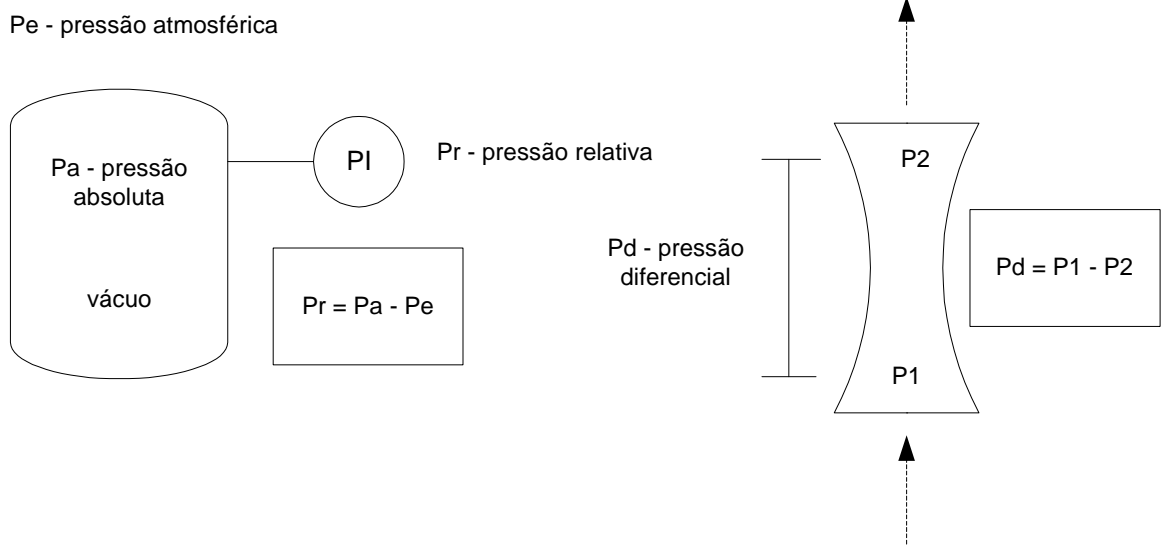 Pe - pressão atmosférica
Pa - pressão
absoluta
vácuo
PI
Pr - pressão relativa
Pr = Pa - Pe
Pd - pressão
diferencial
P2
P1
Pd = P1 - P2